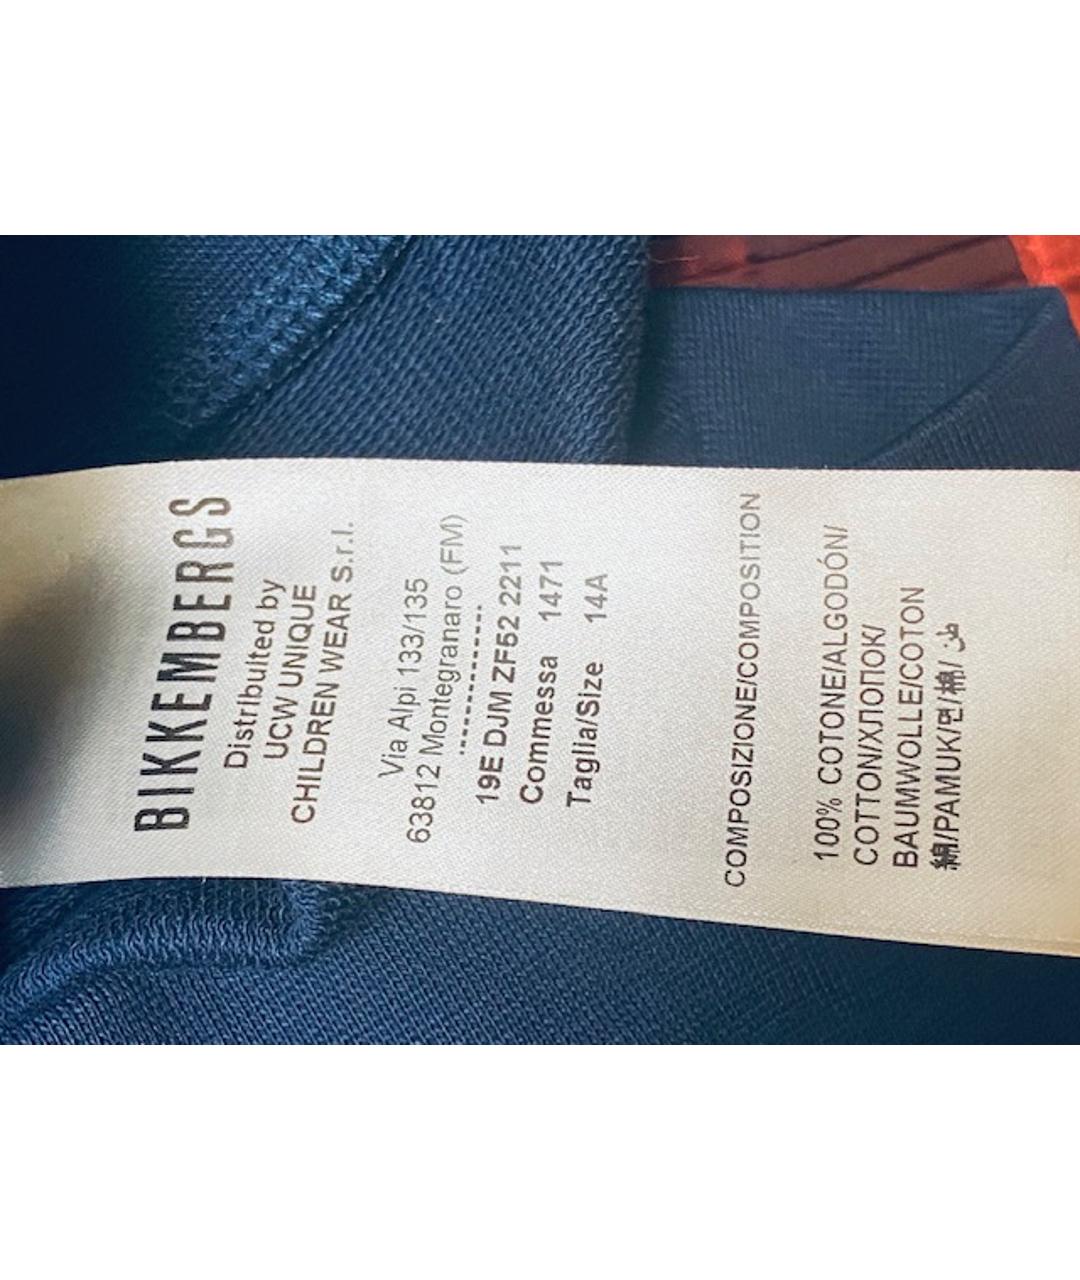 BIKKEMBERGS
Distribuited by
UCW UNIQUE
CHILDREN WEAR S.r.l.
Via Alpi 133/135
63812 Montegranaro (FM)
------------
19E DJM ZF52 2211
Commessa 1471
Taglia/Size 14A
COMPOSIZIONE/COMPOSITION
100% COTONE/ALGODÓN/
COTTON/ХЛОПОК/
BAUMWOLLE/COTON
綿/PAMUK/면/棉/